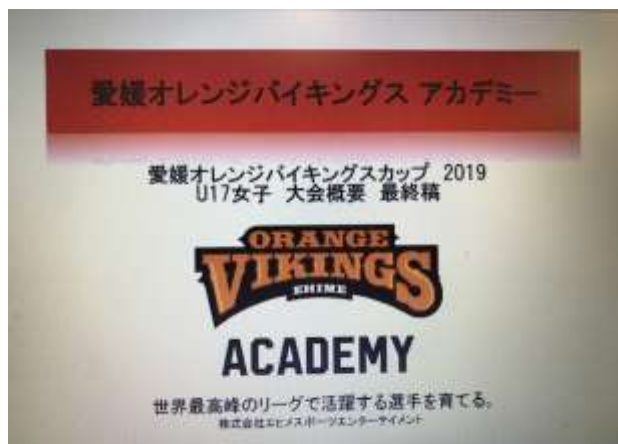 愛媛オレンジバイキングス アカデミー
愛媛オレンジバイキングスカップ 2019
U17女子 大会概要 最終稿
ORANGE
VIKINGS
EHIME
ACADEMY
世界最高峰のリーグで活躍する選手を育てる。
株式会社エヒメスポーツエンターテイメント